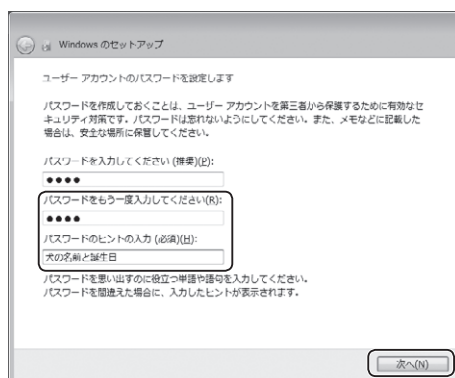 Windows のセットアップ
ユーザー アカウントのパスワードを設定します
パスワードを作成しておくことは、ユーザー アカウントを第三者から保護するために有効なセ
キュリティ対策です。パスワードは忘れないようにしてください。また、メモなどに記載した
場合は、安全な場所に保管してください。
パスワードを入力してください (推奨)(P):
●●●●
パスワードをもう一度入力してください(R):
●●●●
パスワードのヒントの入力 (必須)(H):
犬の名前と誕生日
パスワードを思い出すのに役立つ単語や語句を入力してください。
パスワードを間違えた場合に、入力したヒントが表示されます。
次へ(N)